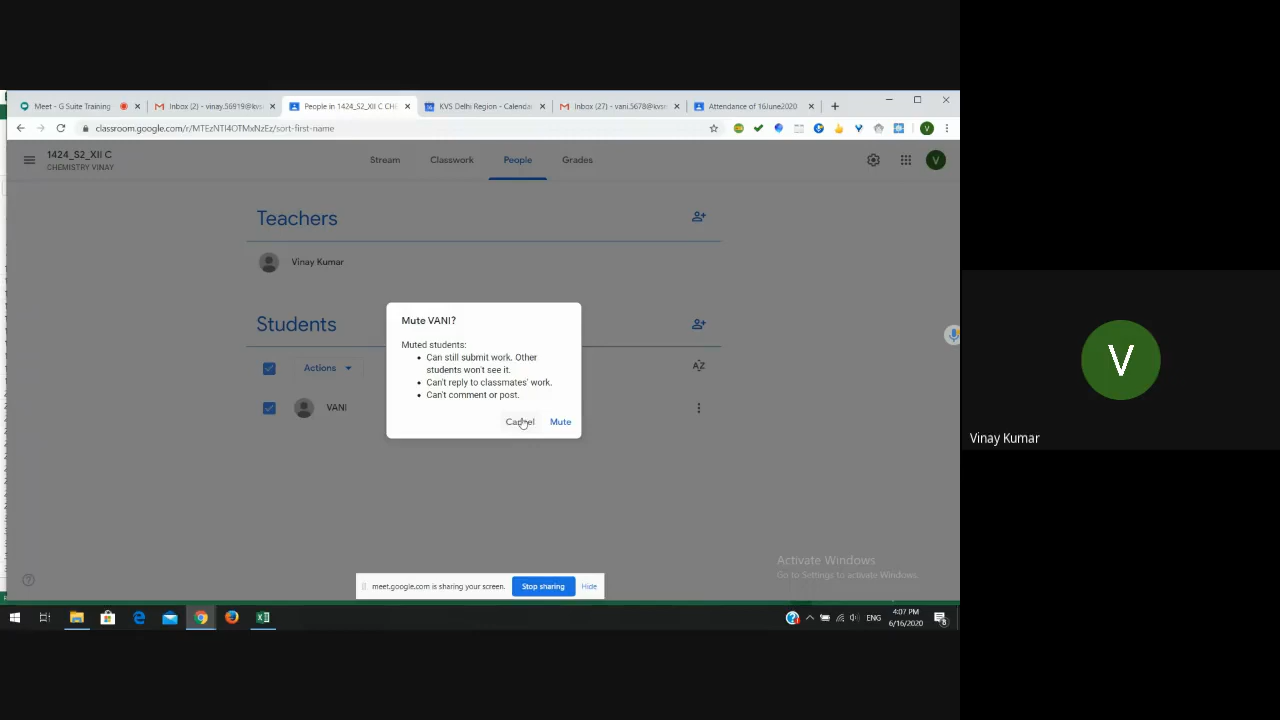 Meet - G Suite Training
Inbox (2) - vinay.56919@kvs
People in 1424_S2_XII C CHE
KVS Delhi Region - Calenda
Inbox (27) - vani.5678@kvsr
Attendance of 16June2020
classroom.google.com/r/MTEzNTI4OTMxNzEz/sort-first-name
V
1424_S2_XII C
CHEMISTRY VINAY
Stream
Classwork
People
Grades
V
Teachers
Vinay Kumar
Students
Actions
AZ
VANI
Mute VANI?
Muted students:
Can still submit work. Other
students won't see it.
Can't reply to classmates' work.
Can't comment or post.
Cancel
Mute
V
Vinay Kumar
Activate Windows
Go to Settings to activate Windows.
meet.google.com is sharing your screen.
Stop sharing
Hide
ENG
4:07 PM
6/16/2020